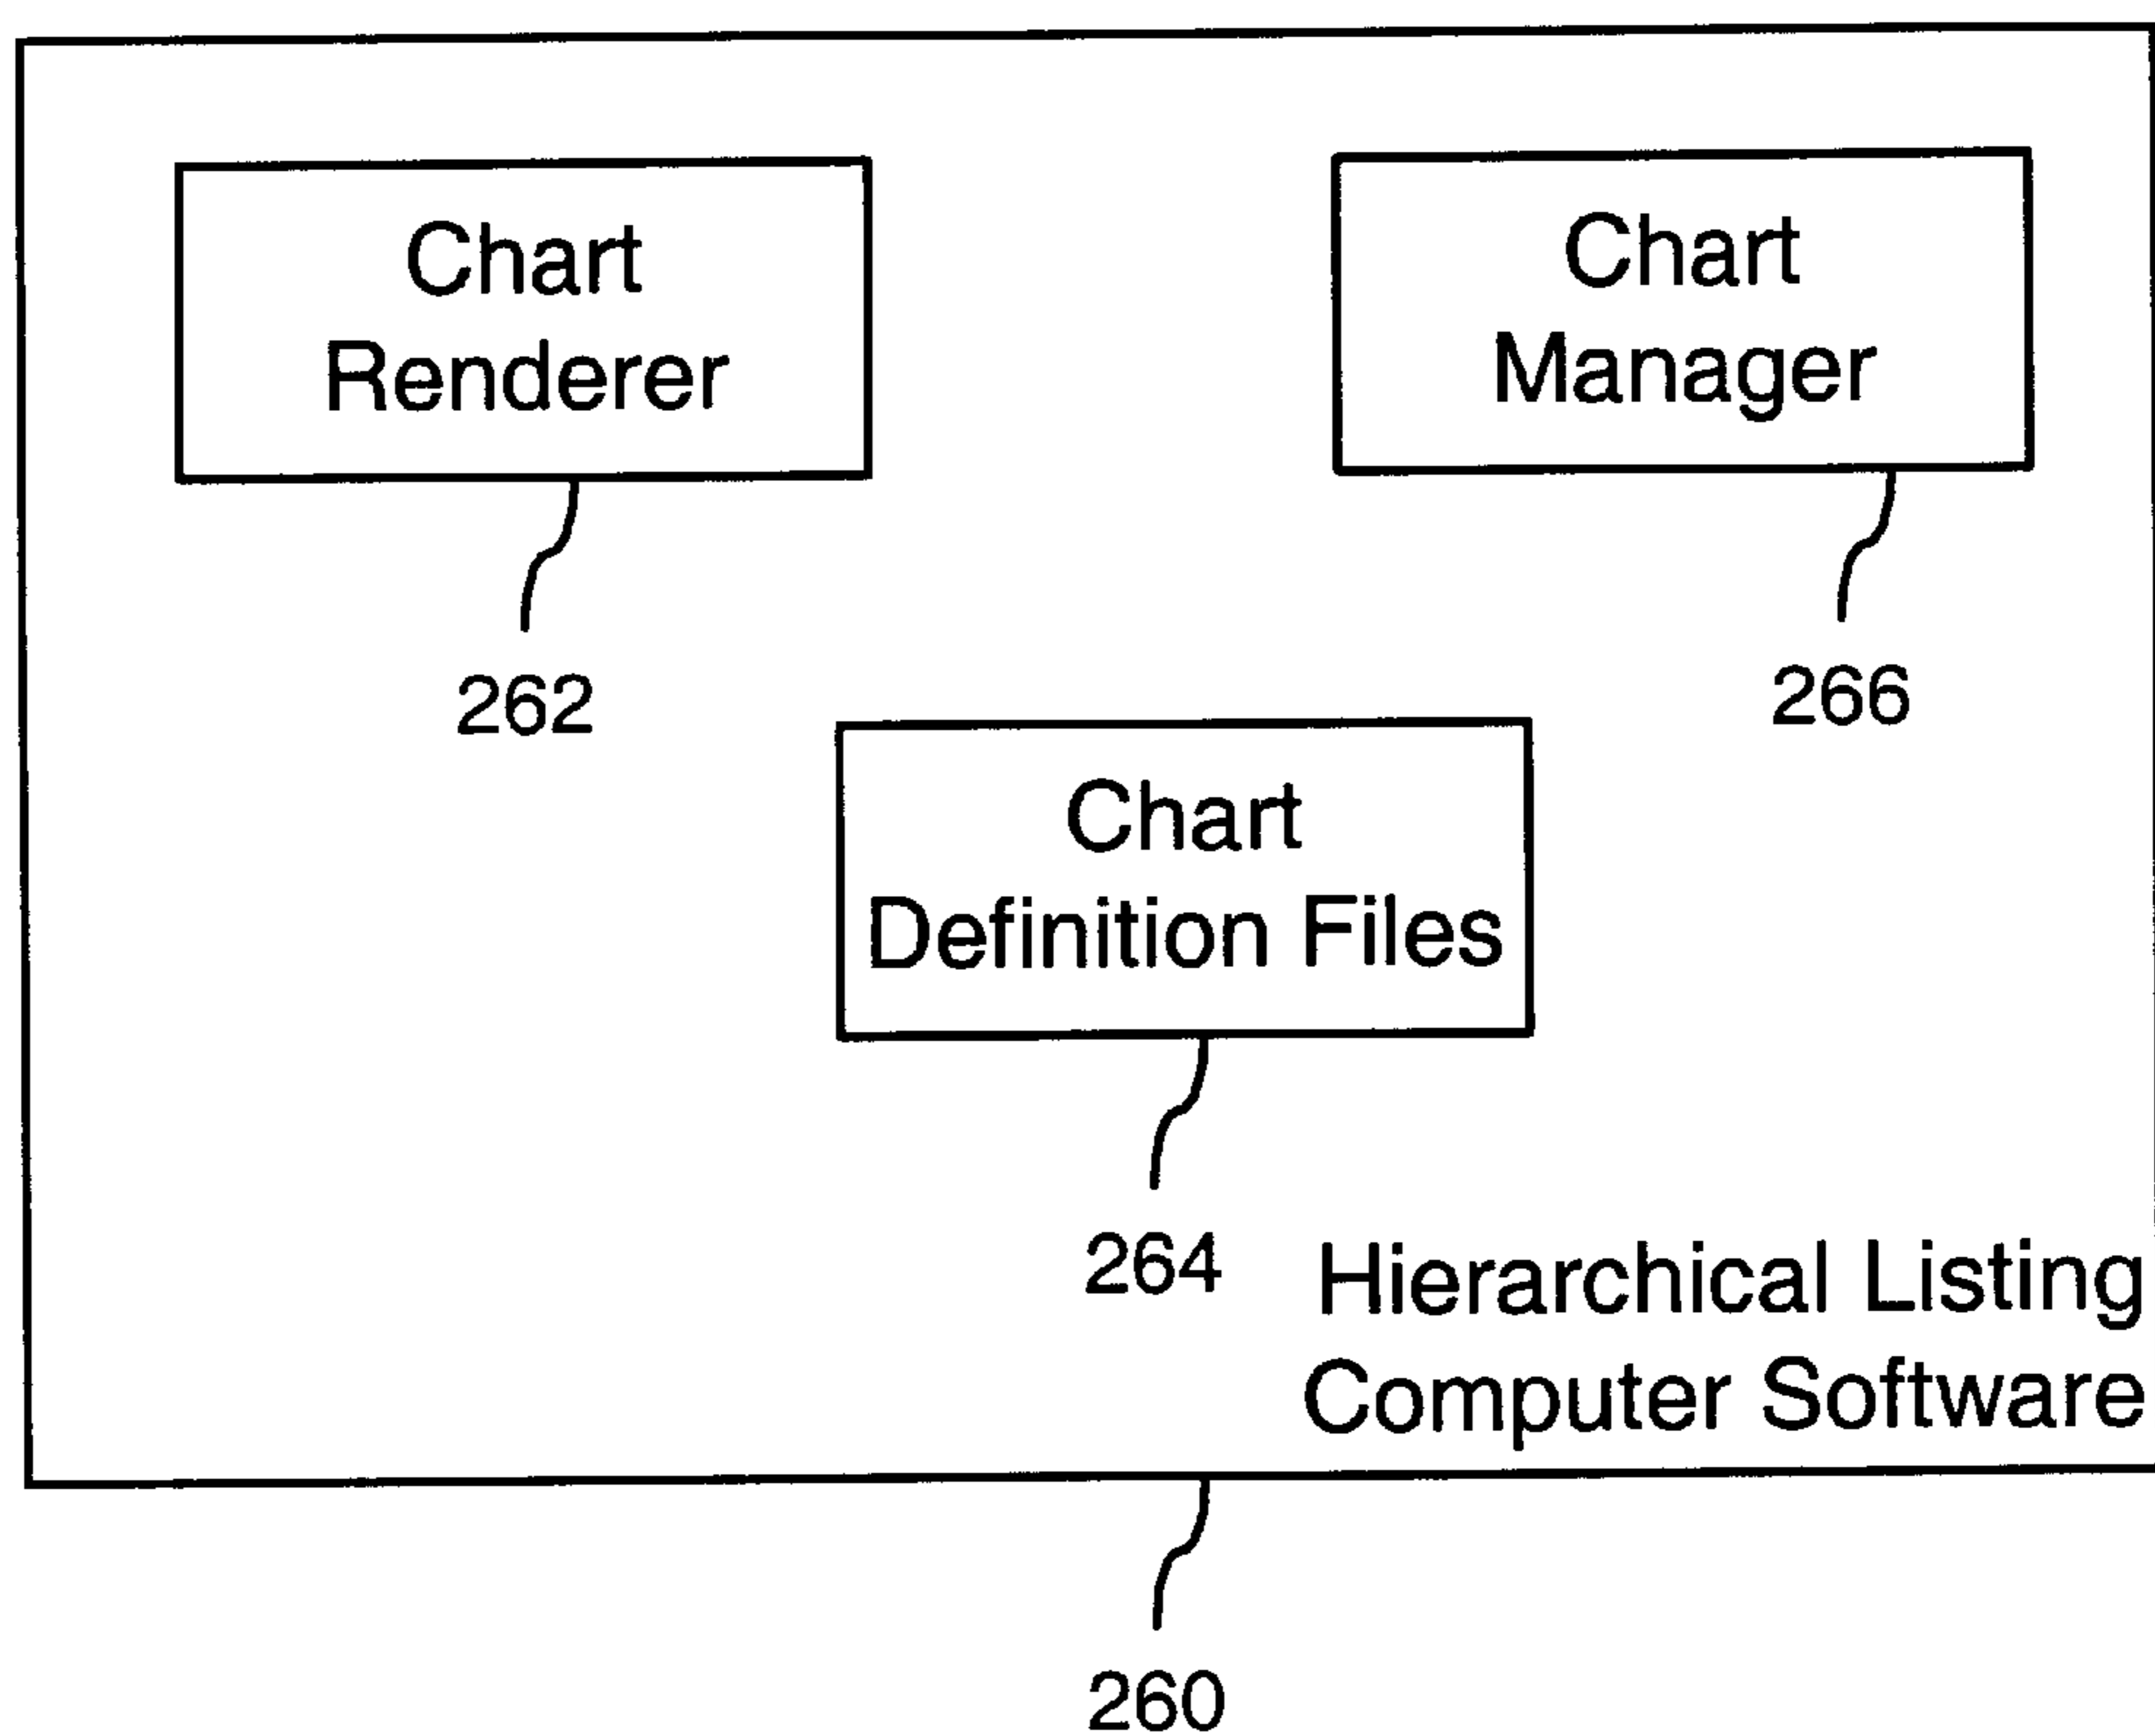 Chart
Renderer
262
Chart
Manager
266
Chart
Definition Files
264
Hierarchical Listing
Computer Software
260